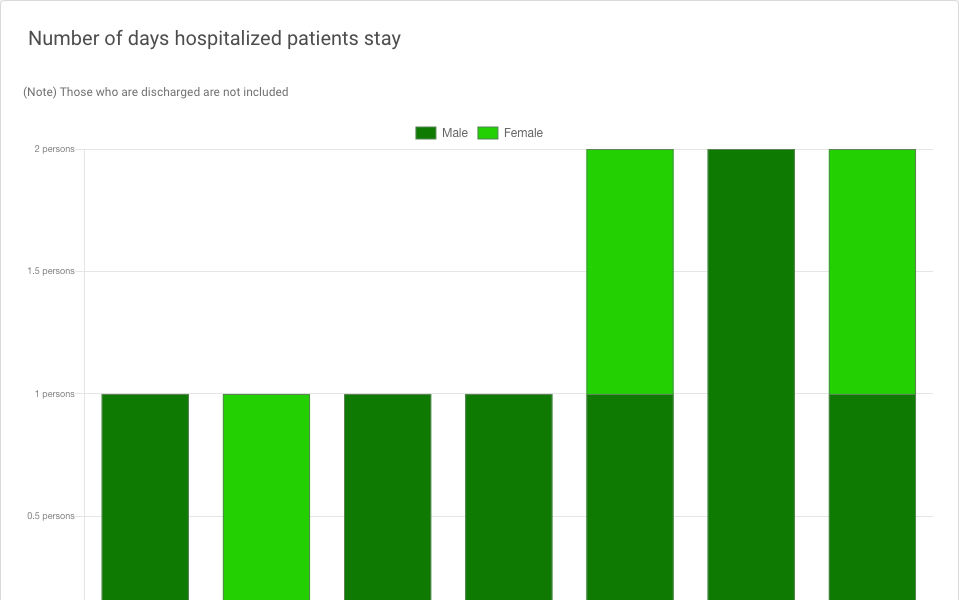 Number of days hospitalized patients stay
(Note) Those who are discharged are not included
Male Female
2 persons
1.5 persons
1 persons
0.5 persons